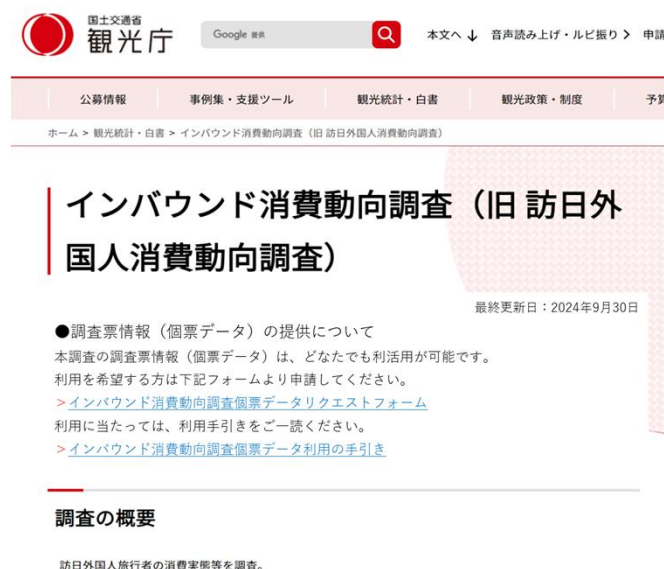 国土交通省
観光庁
Google 提供
本文へ ↓ 音声読み上げ・ルビ振り > 申請
公募情報 事例集・支援ツール 観光統計・白書 観光政策・制度 予算
ホーム > 観光統計・白書 > インバウンド消費動向調査（旧 訪日外国人消費動向調査）
インバウンド消費動向調査（旧 訪日外
国人消費動向調査）
最終更新日：2024年9月30日
●調査票情報（個票データ）の提供について
本調査の調査票情報（個票データ）は、どなたでも利活用が可能です。
利用を希望する方は下記フォームより申請してください。
>インバウンド消費動向調査個票データリクエストフォーム
利用に当たっては、利用手引きをご一読ください。
>インバウンド消費動向調査個票データ利用の手引き
調査の概要
訪日外国人旅行者の消費実態等を調査。